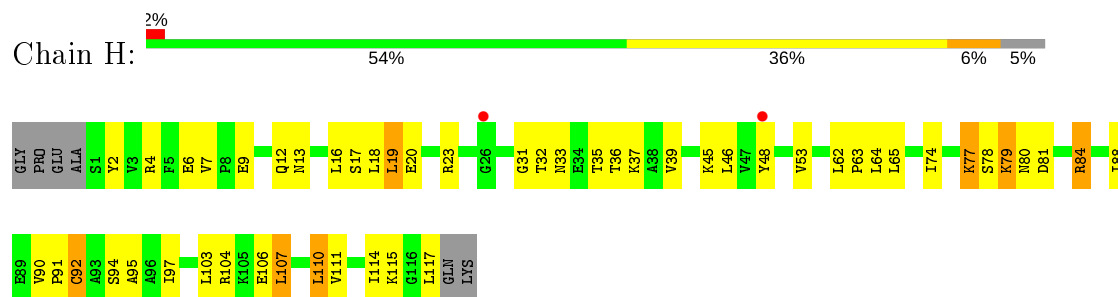 2%
Chain H:
54% 36% 6% 5%
GLY PRO GLU ALA S1 Y2 V3 R4 F5 E6 V7 P8 E9 Q12 N13 L16 S17 L18 L19 E20 R23 G26 G31 T32 N33 E34 T35 T36 K37 A38 V39 K45 L46 V47 Y48 V53 L62 P63 L64 L65 I74 K77 S78 K79 N80 D81 R84
E89 V90 P91 C92 A93 S94 A95 A96 I97 L103 R104 K105 E106 L107 L110 V111 I114 K115 G116 L117 GLN LYS